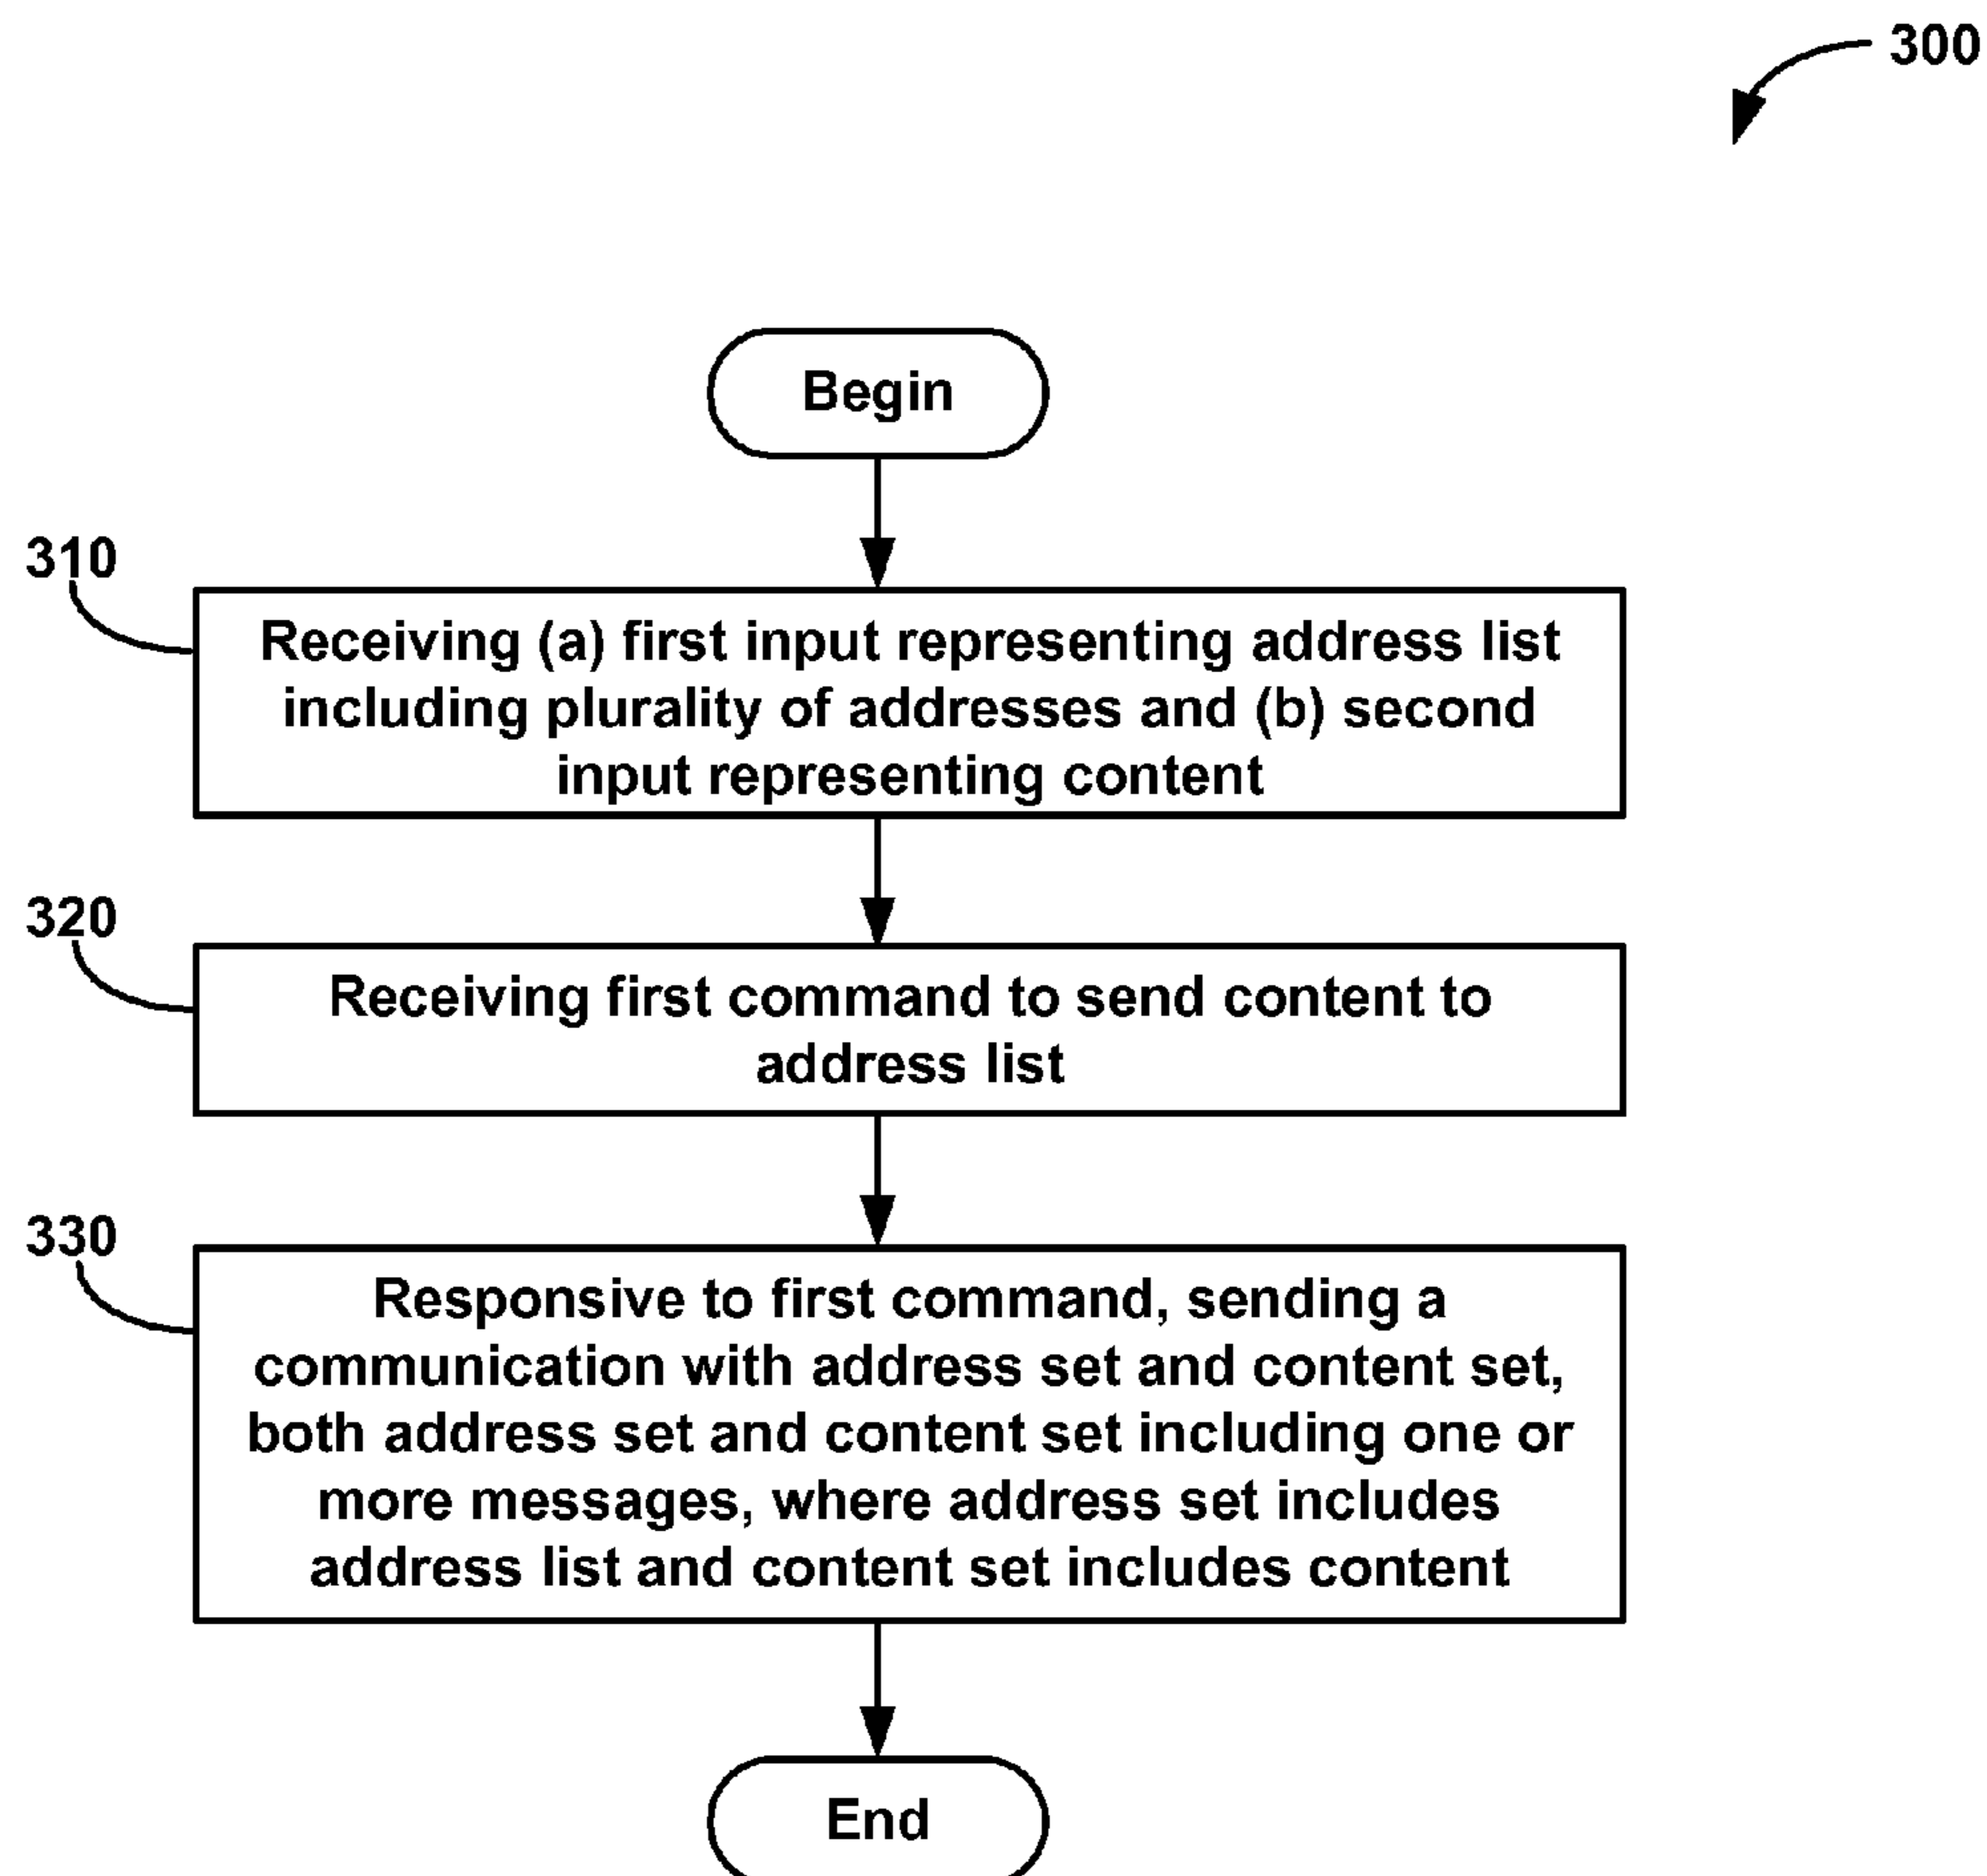 300
Begin
310
Receiving (a) first input representing address list
including plurality of addresses and (b) second
input representing content
320
Receiving first command to send content to
address list
330
Responsive to first command, sending a
communication with address set and content set,
both address set and content set including one or
more messages, where address set includes
address list and content set includes content
End